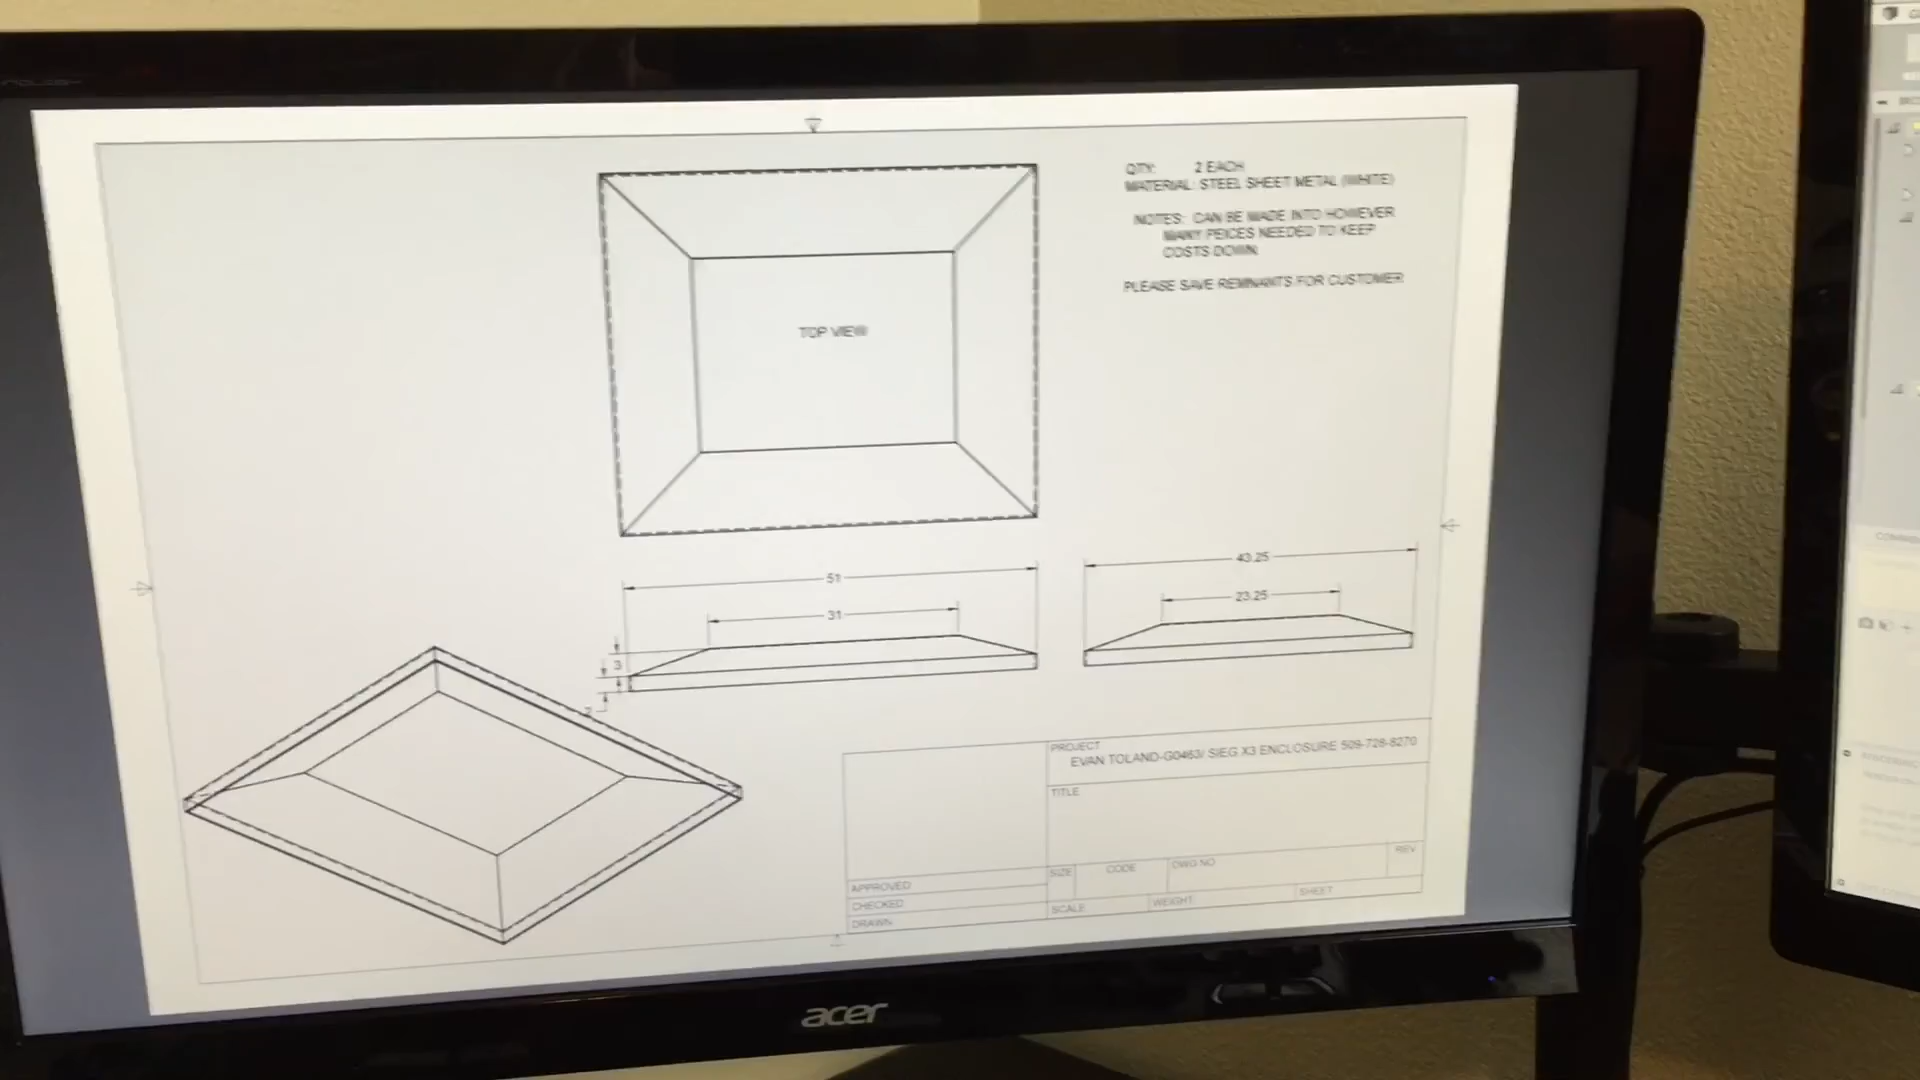 QTY: 2 EACH
MATERIAL: STEEL SHEET METAL (WHITE)
NOTES: CAN BE MADE INTO HOWEVER
MANY PEICES NEEDED TO KEEP
COSTS DOWN.
PLEASE SAVE REMNANTS FOR CUSTOMER
TOP VIEW
51
31
3
2
43.25
23.25
PROJECT
EVAN TOLAND-G0463/ SIEG X3 ENCLOSURE 509-728-8270
TITLE
APPROVED
CHECKED
DRAWN
SIZE
CODE
DWG NO
REV
SCALE
WEIGHT
SHEET
acer